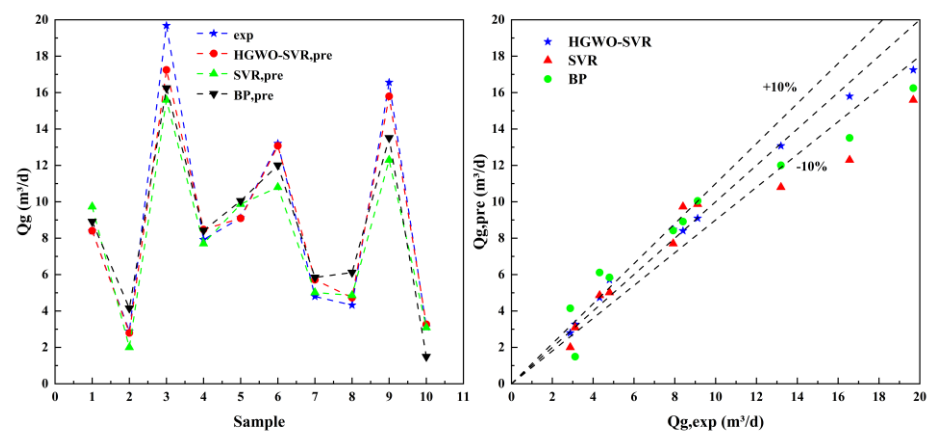 20
18
16
14
12
10
8
6
4
2
0
Qg (m³/d)
exp
HGWO-SVR,pre
SVR,pre
BP,pre
0 1 2 3 4 5 6 7 8 9 10 11
Sample
20
18
16
14
12
10
8
6
4
2
0
Qg,pre (m³/d)
HGWO-SVR
SVR
BP
+10%
-10%
0 2 4 6 8 10 12 14 16 18 20
Qg,exp (m³/d)